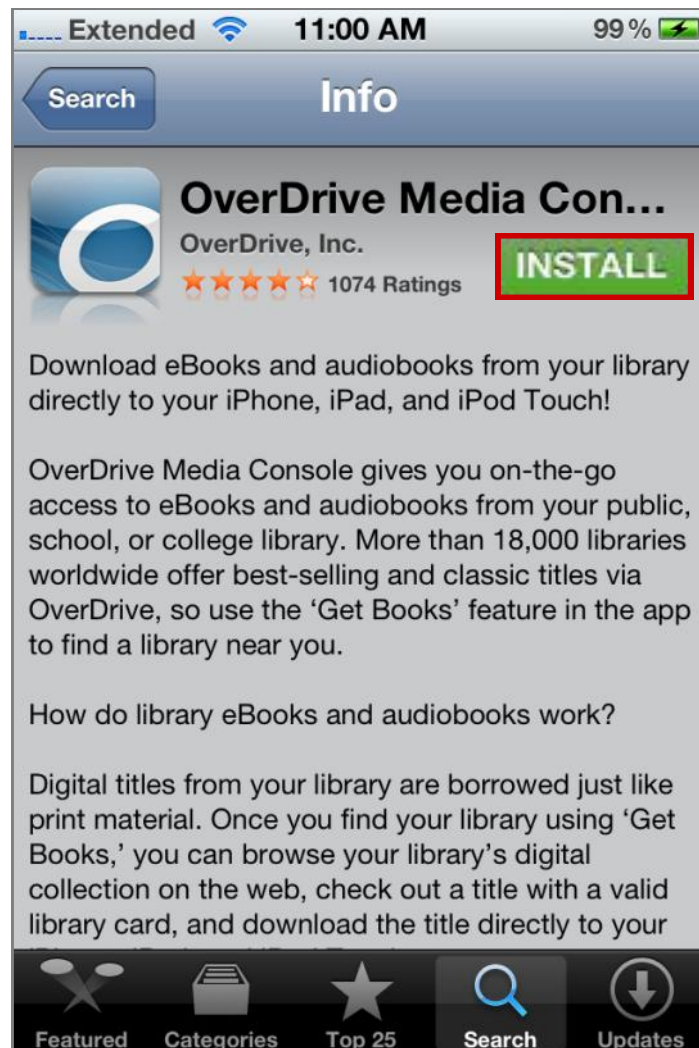 Extended 11:00 AM 99%
Search Info
OverDrive Media Con...
OverDrive, Inc.
1074 Ratings
INSTALL
Download eBooks and audiobooks from your library
directly to your iPhone, iPad, and iPod Touch!
OverDrive Media Console gives you on-the-go
access to eBooks and audiobooks from your public,
school, or college library. More than 18,000 libraries
worldwide offer best-selling and classic titles via
OverDrive, so use the ‘Get Books’ feature in the app
to find a library near you.
How do library eBooks and audiobooks work?
Digital titles from your library are borrowed just like
print material. Once you find your library using ‘Get
Books,’ you can browse your library’s digital
collection on the web, check out a title with a valid
library card, and download the title directly to your
Featured Categories Top 25 Search Updates